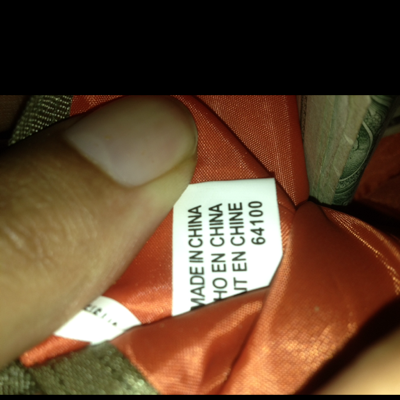 MADE IN CHINA
HO EN CHINA
UT EN CHINE
64100